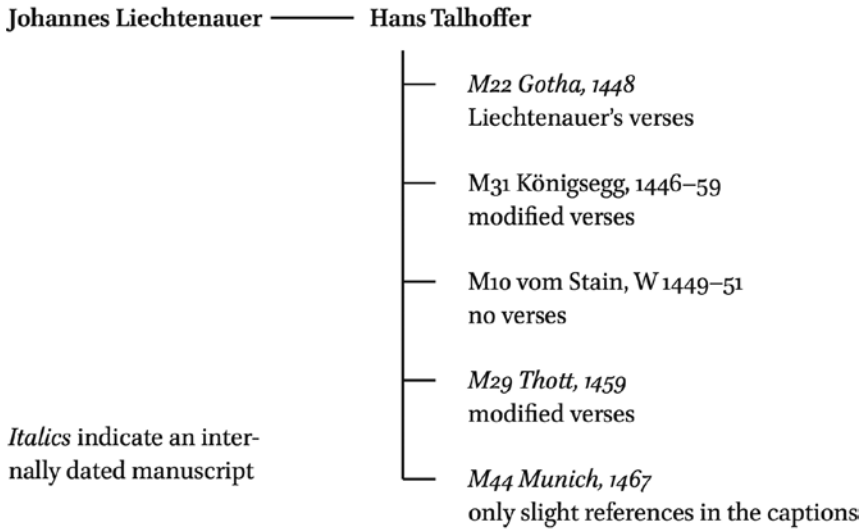 Johannes Liechtenauer Hans Talhoffer
M22 Gotha, 1448
Liechtenauer's verses
M31 Königsegg, 1446–59
modified verses
M10 vom Stain, W 1449–51
no verses
M29 Thott, 1459
modified verses
Italics indicate an inter-
nally dated manuscript
M44 Munich, 1467
only slight references in the captions